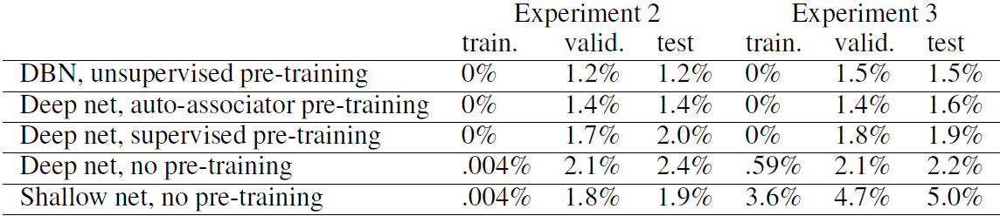 Experiment 2 Experiment 3
train. valid. test train. valid. test
DBN, unsupervised pre-training 0% 1.2% 1.2% 0% 1.5% 1.5%
Deep net, auto-associator pre-training 0% 1.4% 1.4% 0% 1.4% 1.6%
Deep net, supervised pre-training 0% 1.7% 2.0% 0% 1.8% 1.9%
Deep net, no pre-training .004% 2.1% 2.4% .59% 2.1% 2.2%
Shallow net, no pre-training .004% 1.8% 1.9% 3.6% 4.7% 5.0%